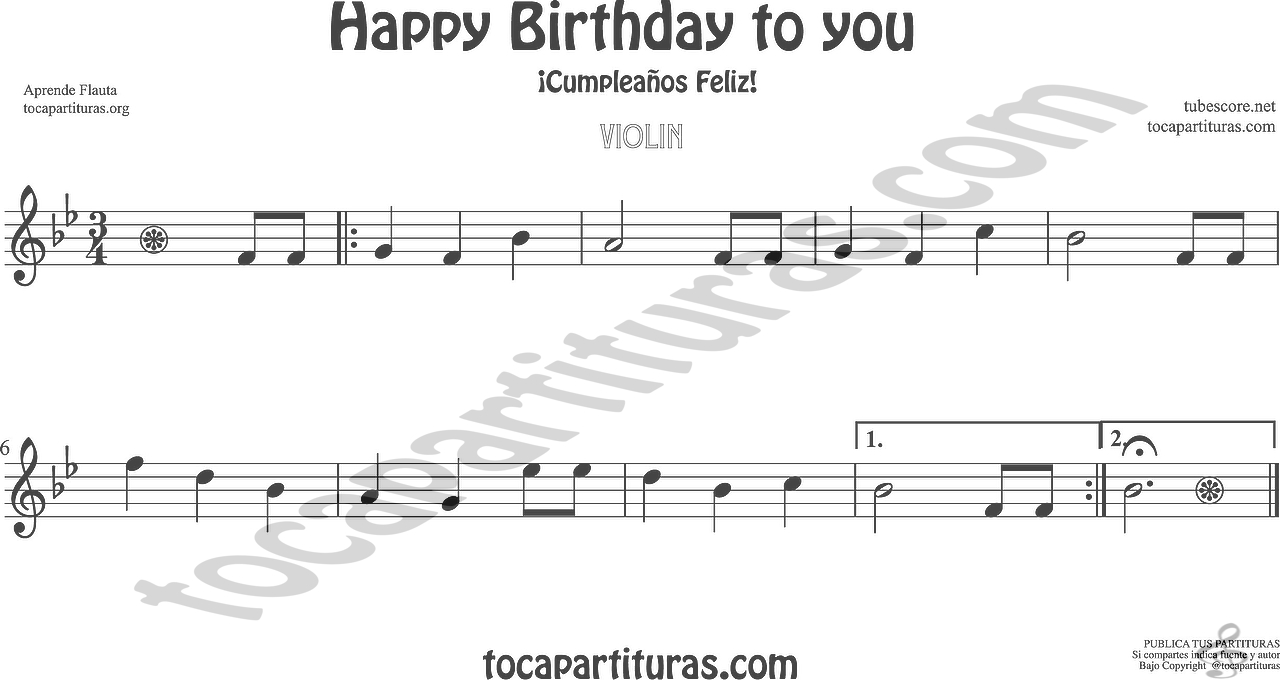 Happy Birthday to you
¡Cumpleaños Feliz!
Aprende Flauta
tocapartituras.org
tubescore.net
tocapartituras.com
VIOLIN
3
4
6
1.
2.
tocapartituras.com
tocapartituras.com
PUBLICA TUS PARTITURAS
Si compartes indica fuente y autor
Bajo Copyright @tocapartituras